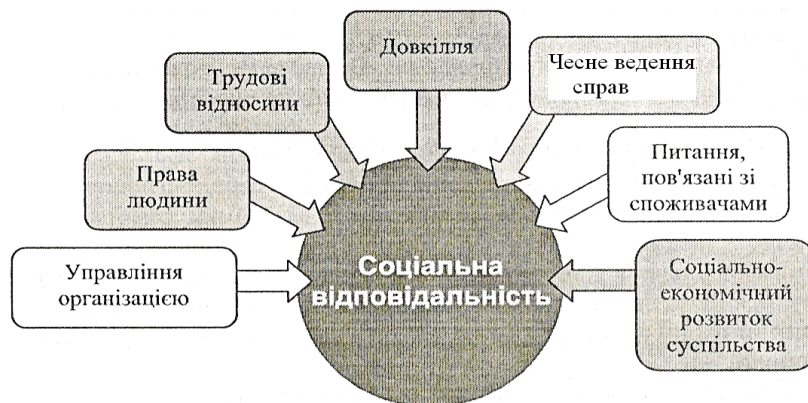 Довкілля
Трудові
відносини
Чесне ведення
справ
Права
людини
Питання,
пов'язані зі
споживачами
Управління
організацією
Соціальна
відповідальність
Соціально-
економічний
розвиток
суспільства